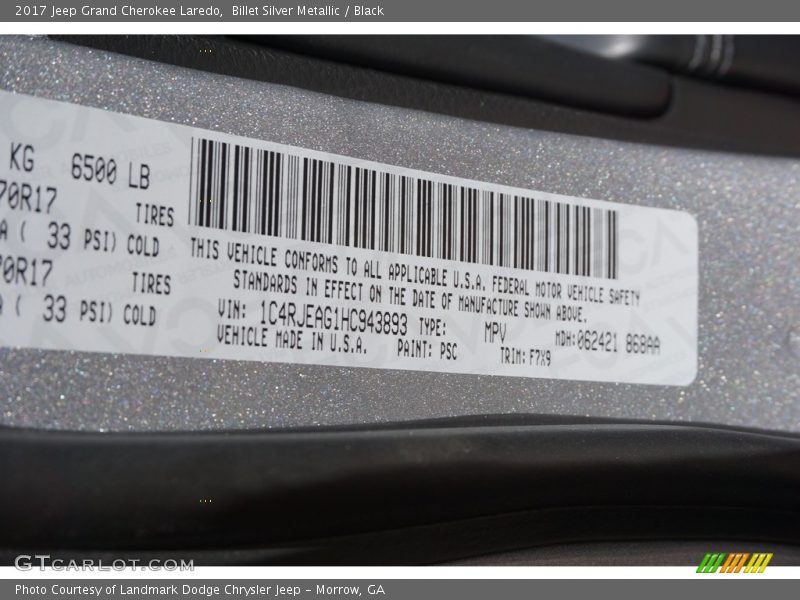 2017 Jeep Grand Cherokee Laredo, Billet Silver Metallic / Black
KG 6500 LB
70R17 TIRES
A ( 33 PSI) COLD
70R17 TIRES
( 33 PSI) COLD
THIS VEHICLE CONFORMS TO ALL APPLICABLE U.S.A. FEDERAL MOTOR VEHICLE SAFETY
STANDARDS IN EFFECT ON THE DATE OF MANUFACTURE SHOWN ABOVE.
VIN: 1C4RJEAG1HC943893 TYPE: MPV MDH:062421 868AA
VEHICLE MADE IN U.S.A. PAINT: PSC TRIM: F7X9
GTCARLOT.COM
Photo Courtesy of Landmark Dodge Chrysler Jeep – Morrow, GA